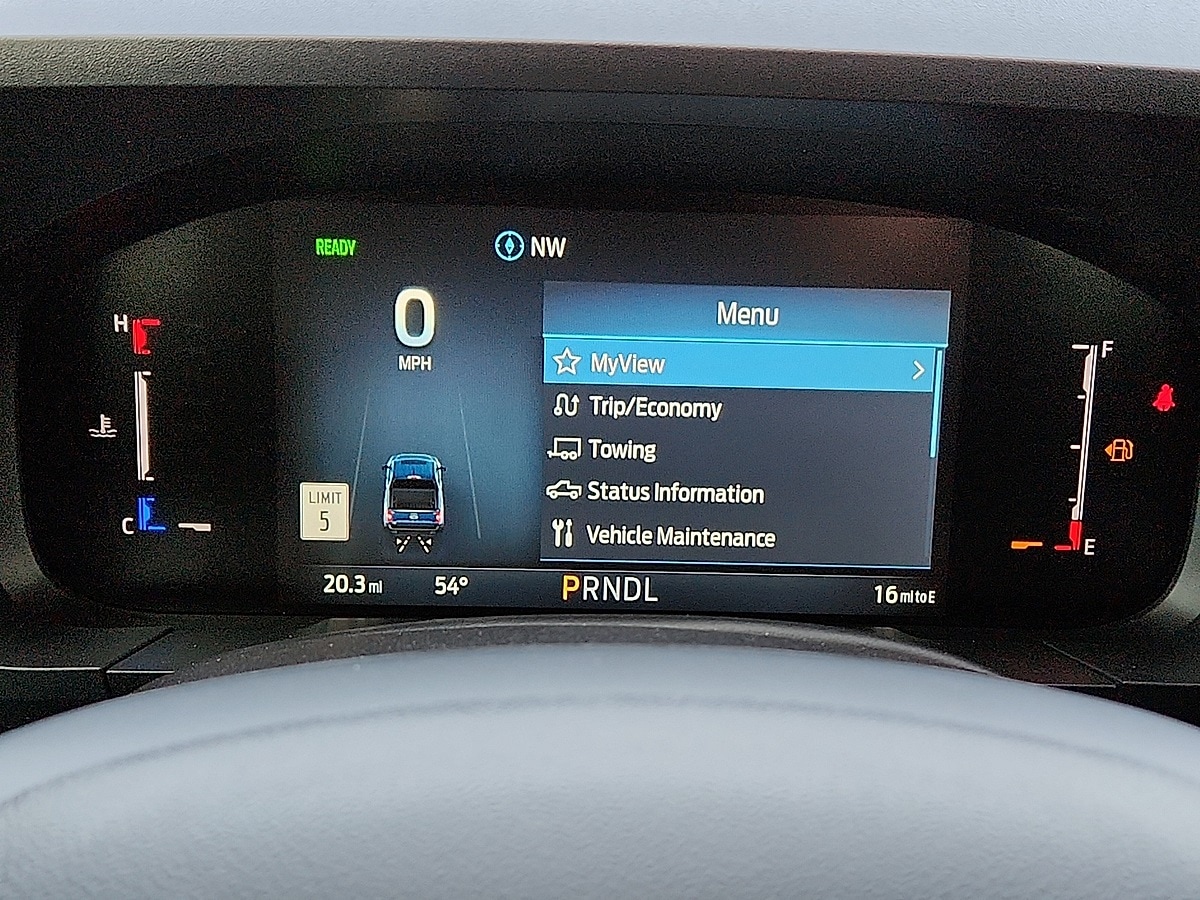 READY
NW
0
MPH
Menu
MyView
Trip/Economy
Towing
Status Information
Vehicle Maintenance
H
C
LIMIT
5
F
E
20.3 mi
54°
PRNDL
16 mi to E